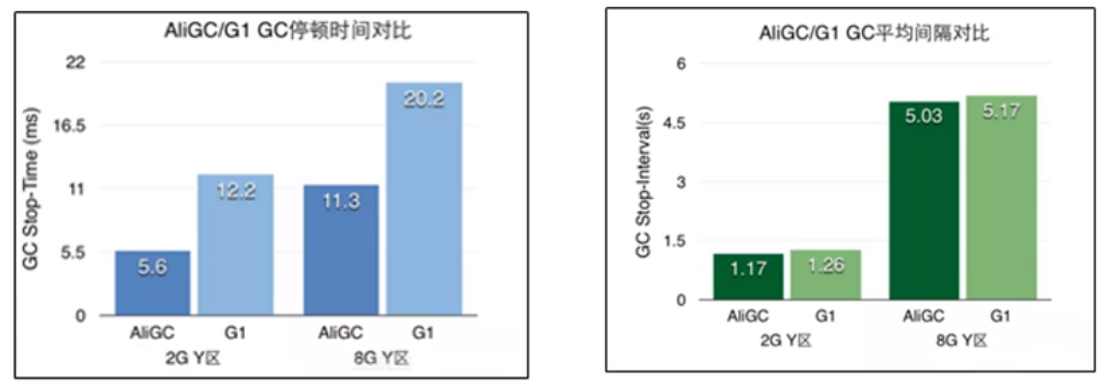 AliGC/G1 GC停顿时间对比
GC Stop-Time (ms)
22
16.5
11
5.5
0
5.6
12.2
11.3
20.2
AliGC
G1
AliGC
G1
2G Y区
8G Y区
AliGC/G1 GC平均间隔对比
GC Stop-Interval(s)
6
4.5
3
1.5
0
1.17
1.26
5.03
5.17
AliGC
G1
AliGC
G1
2G Y区
8G Y区